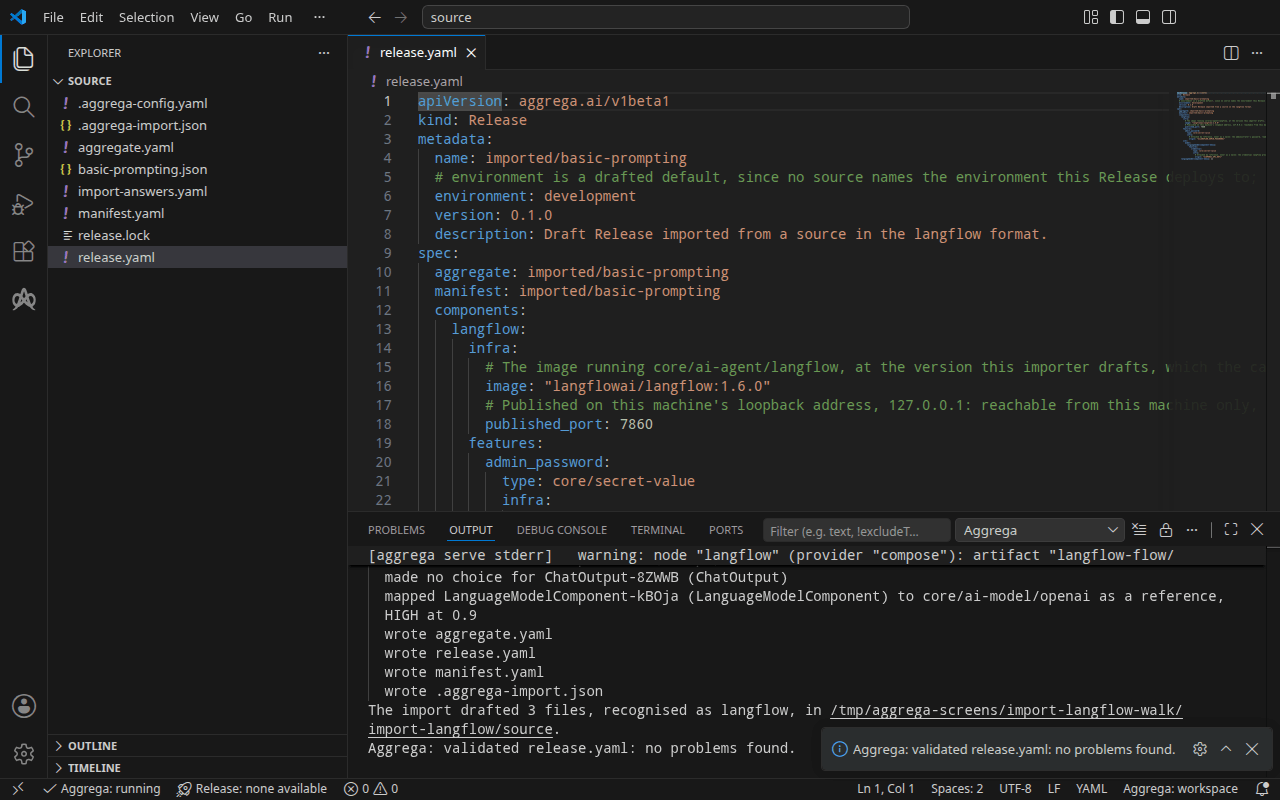 File Edit Selection View Go Run ···
source
EXPLORER ···
SOURCE
.aggrega-config.yaml
.aggrega-import.json
aggregate.yaml
basic-prompting.json
import-answers.yaml
manifest.yaml
release.lock
release.yaml
OUTLINE
TIMELINE
release.yaml
release.yaml
1 apiVersion: aggrega.ai/v1beta1
2 kind: Release
3 metadata:
4 name: imported/basic-prompting
5 # environment is a drafted default, since no source names the environment this Release deploys to;
6 environment: development
7 version: 0.1.0
8 description: Draft Release imported from a source in the langflow format.
9 spec:
10 aggregate: imported/basic-prompting
11 manifest: imported/basic-prompting
12 components:
13 langflow:
14 infra:
15 # The image running core/ai-agent/langflow, at the version this importer drafts, which the ca
16 image: "langflowai/langflow:1.6.0"
17 # Published on this machine's loopback address, 127.0.0.1: reachable from this machine only,
18 published_port: 7860
19 features:
20 admin_password:
21 type: core/secret-value
22 infra:
PROBLEMS OUTPUT DEBUG CONSOLE TERMINAL PORTS Filter (e.g. text, !excludeT... Aggrega
[aggrega serve stderr] warning: node "langflow" (provider "compose"): artifact "langflow-flow/
made no choice for ChatOutput-8ZWWB (ChatOutput)
mapped LanguageModelComponent-kBOja (LanguageModelComponent) to core/ai-model/openai as a reference,
HIGH at 0.9
wrote aggregate.yaml
wrote release.yaml
wrote manifest.yaml
wrote .aggrega-import.json
The import drafted 3 files, recognised as langflow, in /tmp/aggrega-screens/import-langflow-walk/
import-langflow/source.
Aggrega: validated release.yaml: no problems found.
Aggrega: validated release.yaml: no problems found.
Aggrega: running Release: none available 0 0 Ln 1, Col 1 Spaces: 2 UTF-8 LF YAML Aggrega: workspace